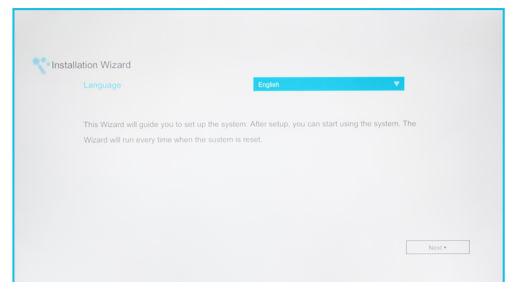 Installation Wizard
Language
English
This Wizard will guide you to set up the system. After setup, you can start using the system. The
Wizard will run every time when the sustem is reset.
Next